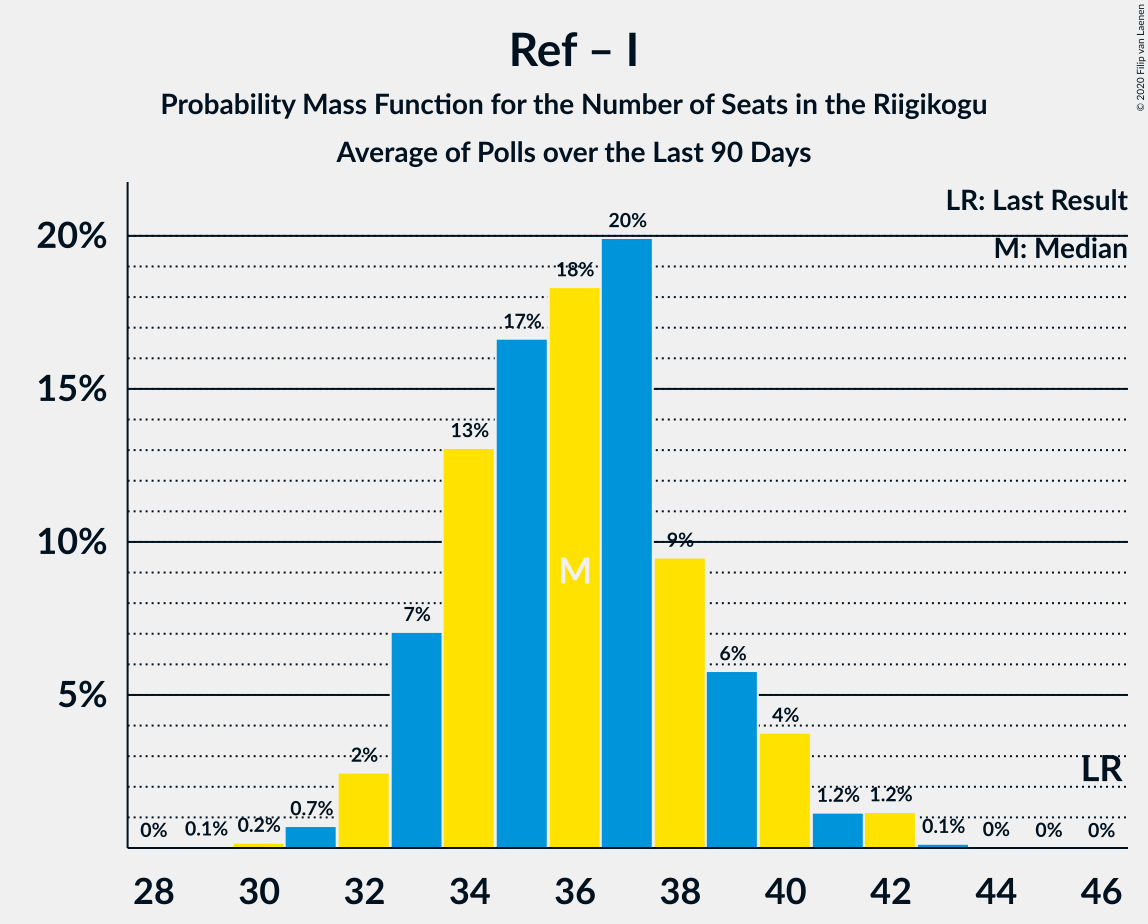 Ref – I
Probability Mass Function for the Number of Seats in the Riigikogu
Average of Polls over the Last 90 Days
© 2020 Filip van Laenen
LR: Last Result
M: Median
20%
15%
10%
5%
0%
0.1%
0.2%
0.7%
2%
7%
13%
17%
18%
20%
9%
6%
4%
1.2%
1.2%
0.1%
0%
0%
0%
M
LR
28 30 32 34 36 38 40 42 44 46